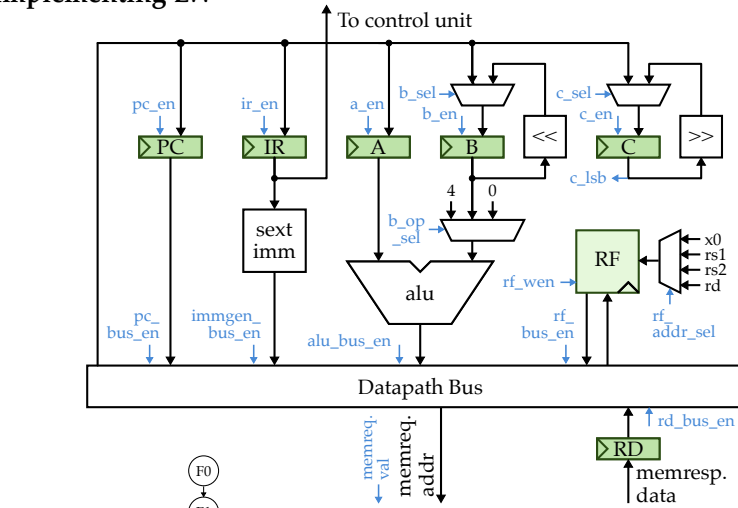 To control unit
b_sel
c_sel
pc_en
ir_en
a_en
b_en
c_en
PC
IR
A
B
<<
C
>>
c_lsb
4
0
sext
imm
b_op
_sel
alu
RF
x0
rs1
rs2
rd
rf_wen
pc_
bus_en
immgen_
bus_en
alu_bus_en
rf_
bus_en
rf_
addr_sel
Datapath Bus
memreq.
val
memreq.
addr
rd_bus_en
RD
memresp.
data
F0